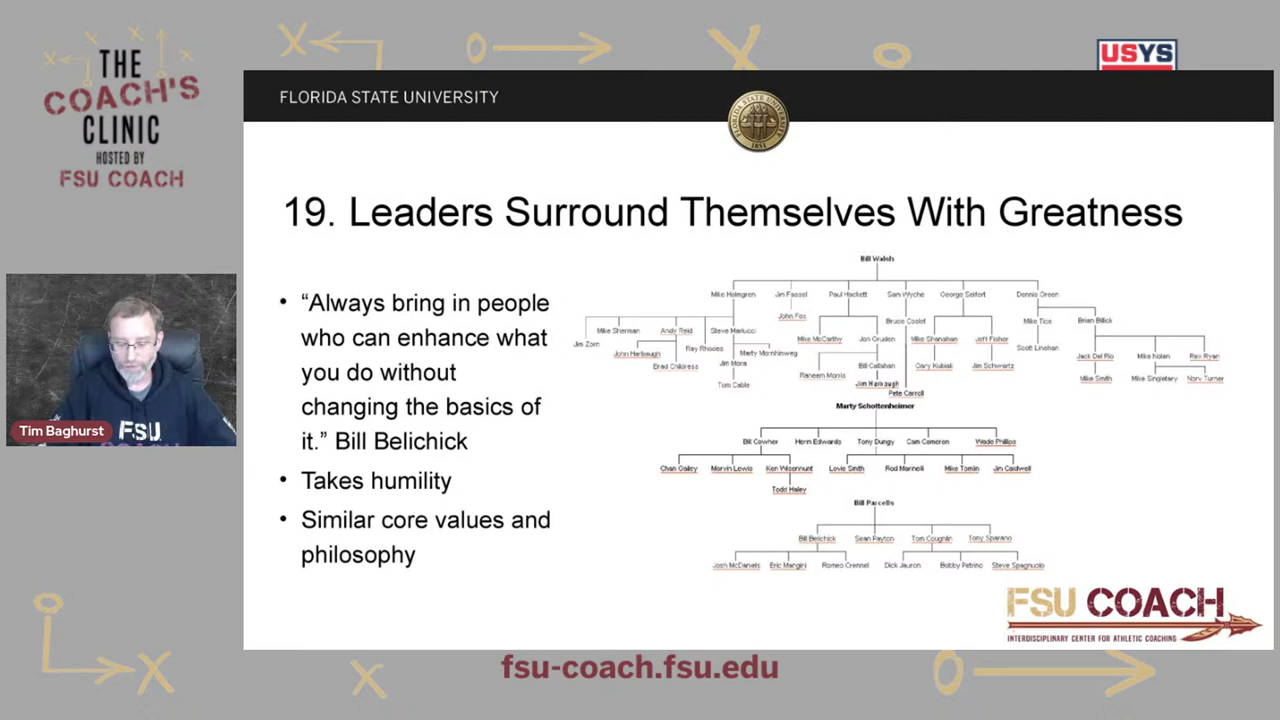 THE
COACH'S
CLINIC
HOSTED BY
FSU COACH
USYS
FLORIDA STATE UNIVERSITY
FLORIDA STATE UNIVERSITY
1851
19. Leaders Surround Themselves With Greatness
• “Always bring in people
who can enhance what
you do without
changing the basics of
it.” Bill Belichick
• Takes humility
• Similar core values and
philosophy
Bill Walsh
Mike Holmgren Jim Fassel Paul Hackett Sam Wyche George Seifert Dennis Green
John Fox
Bruce Coslet Mike Tice Brian Billick
Mike Sherman Andy Reid Steve Mariucci
Mike McCarthy Jon Gruden Mike Shanahan Jeff Fisher
Jim Zorn Ray Rhodes Scott Linehan
John Harbaugh Marty Mornhinweg Jack Del Rio Mike Nolan Rex Ryan
Brad Childress Jim Mora Bill Callahan Gary Kubiak Jim Schwartz
Raheem Morris Mike Smith Mike Singletary Norv Turner
Tom Cable Jim Harbaugh
Pete Carroll
Marty Schottenheimer
Bill Cowher Herm Edwards Tony Dungy Cam Cameron Wade Phillips
Chan Gailey Marvin Lewis Ken Wisenhunt Lovie Smith Rod Marinelli Mike Tomlin Jim Caldwell
Todd Haley
Bill Parcells
Bill Belichick Sean Payton Tom Coughlin Tony Sparano
Josh McDaniels Eric Mangini Romeo Crennel Dick Jauron Bobby Petrino Steve Spagnuolo
Tim Baghurst
FSU
FSU COACH
INTERDISCIPLINARY CENTER FOR ATHLETIC COACHING
fsu-coach.fsu.edu